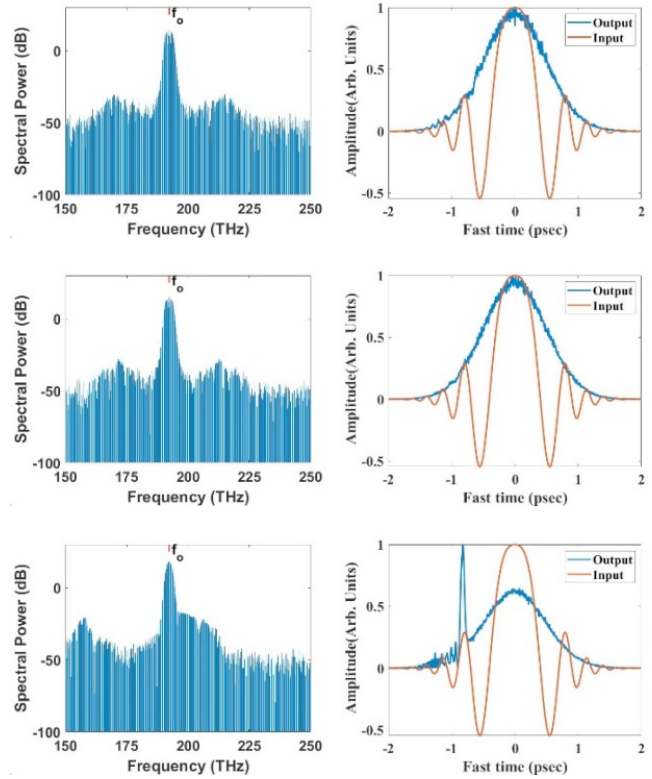 f o
Spectral Power (dB)
0
-50
-100
150 175 200 225 250
Frequency (THz)
Amplitude(Arb. Units)
1
0.5
0
-0.5
-2 -1 0 1 2
Fast time (psec)
Output
Input
f o
Spectral Power (dB)
0
-50
-100
150 175 200 225 250
Frequency (THz)
Amplitude(Arb. Units)
1
0.5
0
-0.5
-2 -1 0 1 2
Fast time (psec)
Output
Input
f o
Spectral Power (dB)
0
-50
-100
150 175 200 225 250
Frequency (THz)
Amplitude(Arb. Units)
1
0.5
0
-0.5
-2 -1 0 1 2
Fast time (psec)
Output
Input